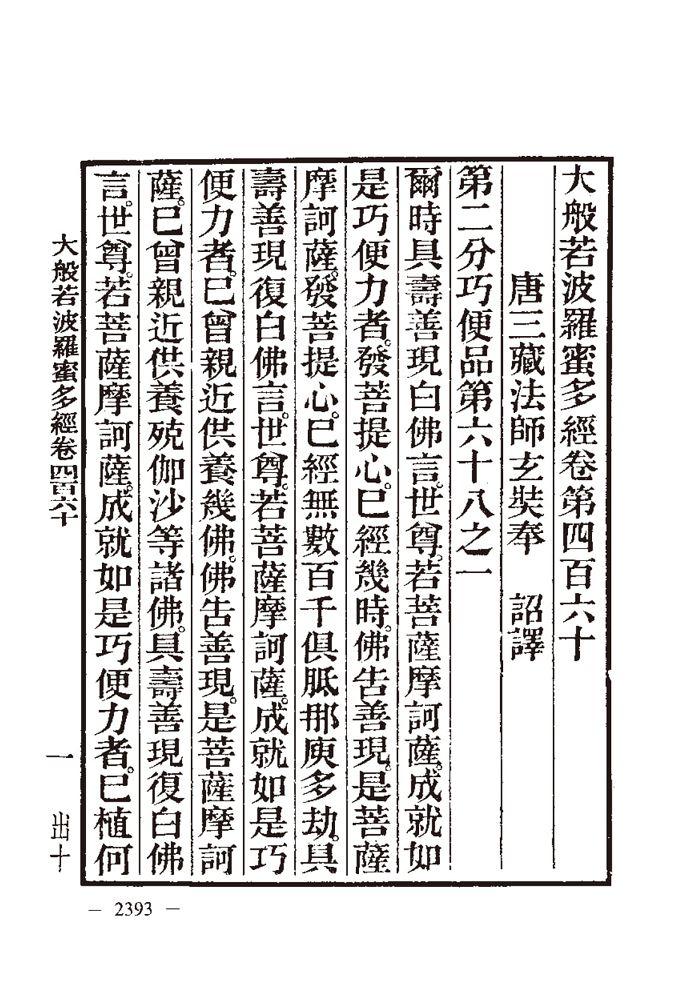 大般若波羅蜜多經卷第四百六十
唐三藏法師玄奘奉　詔譯
第二分巧便品第六十八之一
爾時具壽善現白佛言。世尊。若菩薩摩訶薩。成就如
是巧便力者。發菩提心。已經幾時。佛告善現。是菩薩
摩訶薩。發菩提心。已經無數百千俱胝那庾多劫。具
壽善現復白佛言。世尊。若菩薩摩訶薩。成就如是巧
便力者。已曾親近供養幾佛。佛告善現。是菩薩摩訶
薩。已曾親近供養殑伽沙等諸佛。具壽善現復白佛
言。世尊。若菩薩摩訶薩。成就如是巧便力者。已植何
大般若波羅蜜多經卷四百六十　一　出十
— 2393 —